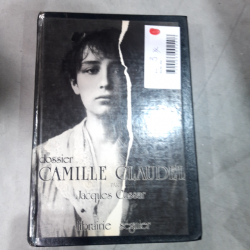 dossier
CAMILLE CLAUDEL
Jacques Cassar
librairie séguier